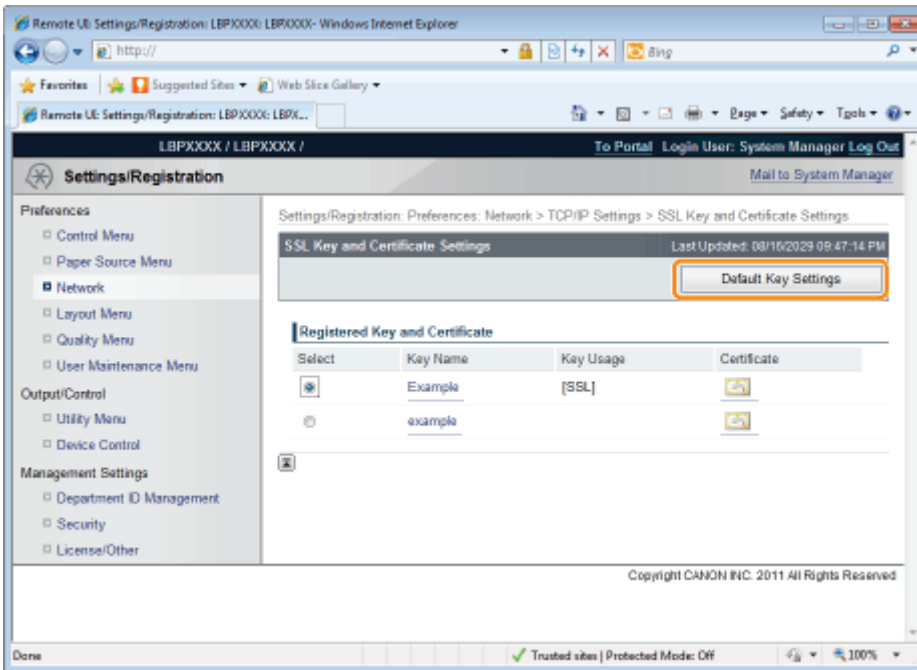 Remote UI: Settings/Registration: LBPXXXX: LBPXXXX- Windows Internet Explorer
http://
Bing
Favorites Suggested Sites Web Slice Gallery
Remote UI: Settings/Registration: LBPXXXX: LBPX...
Page Safety Tools
LBPXXXX / LBPXXXX /
To Portal Login User: System Manager Log Out
Settings/Registration
Mail to System Manager
Preferences
Control Menu
Paper Source Menu
Network
Layout Menu
Quality Menu
User Maintenance Menu
Output/Control
Utility Menu
Device Control
Management Settings
Department ID Management
Security
License/Other
Settings/Registration: Preferences: Network > TCP/IP Settings > SSL Key and Certificate Settings
SSL Key and Certificate Settings Last Updated: 08/16/2029 09:47:14 PM
Default Key Settings
Registered Key and Certificate
Select Key Name Key Usage Certificate
Example [SSL]
example
Copyright CANON INC. 2011 All Rights Reserved
Done Trusted sites | Protected Mode: Off 100%